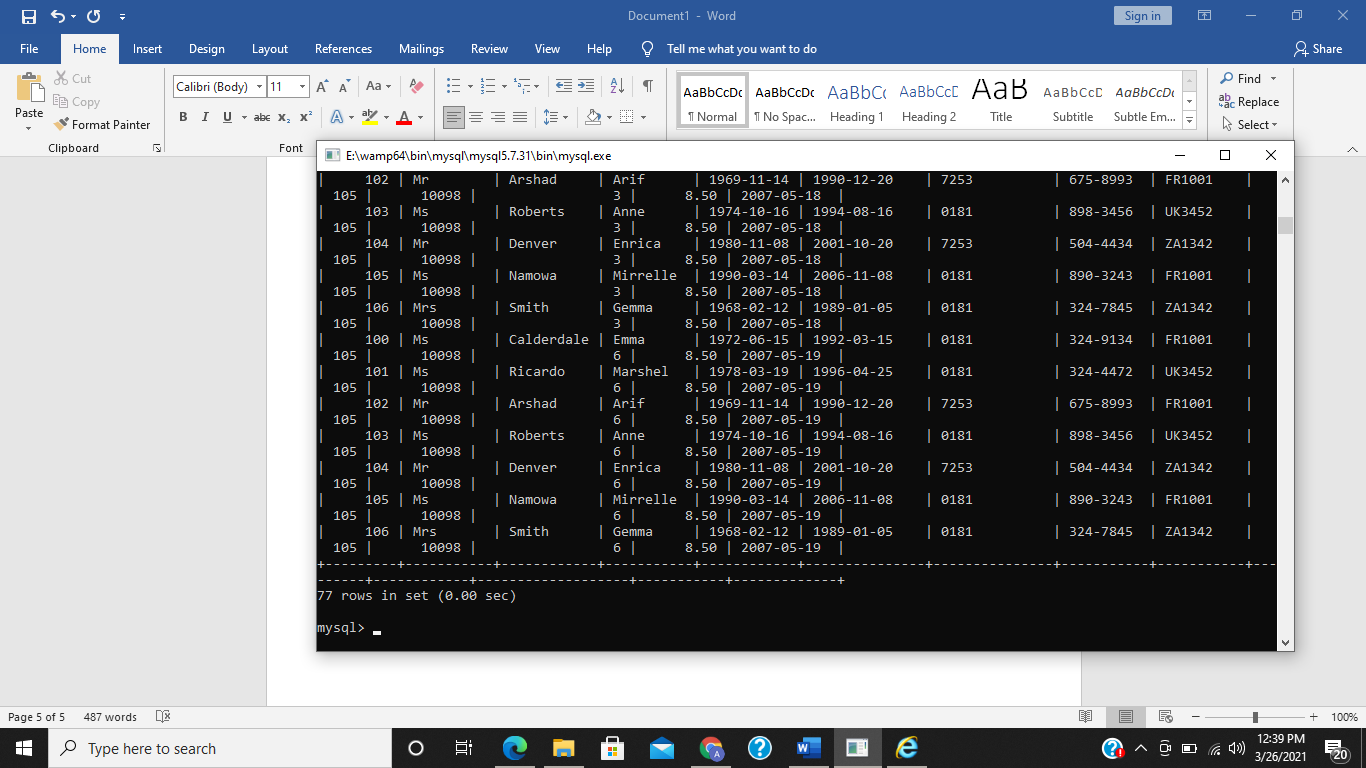 Document1 - Word
Sign in
File Home Insert Design Layout References Mailings Review View Help Tell me what you want to do Share
Cut
Copy
Paste
Format Painter
Clipboard
Calibri (Body) 11
Aa
B I U abc x₂ x² A A
Font
AaBbCcDc AaBbCcDc AaBbCc AaBbCcD AaB AaBbCcD AaBbCcDc
¶ Normal ¶ No Spac... Heading 1 Heading 2 Title Subtitle Subtle Em...
Find
Replace
Select
E:\wamp64\bin\mysql\mysql5.7.31\bin\mysql.exe
| 102 | Mr | Arshad | Arif | 1969-11-14 | 1990-12-20 | 7253 | 675-8993 | FR1001 |
105 | 10098 | 3 | 8.50 | 2007-05-18 |
| 103 | Ms | Roberts | Anne | 1974-10-16 | 1994-08-16 | 0181 | 898-3456 | UK3452 |
105 | 10098 | 3 | 8.50 | 2007-05-18 |
| 104 | Mr | Denver | Enrica | 1980-11-08 | 2001-10-20 | 7253 | 504-4434 | ZA1342 |
105 | 10098 | 3 | 8.50 | 2007-05-18 |
| 105 | Ms | Namowa | Mirrelle | 1990-03-14 | 2006-11-08 | 0181 | 890-3243 | FR1001 |
105 | 10098 | 3 | 8.50 | 2007-05-18 |
| 106 | Mrs | Smith | Gemma | 1968-02-12 | 1989-01-05 | 0181 | 324-7845 | ZA1342 |
105 | 10098 | 3 | 8.50 | 2007-05-18 |
| 100 | Ms | Calderdale | Emma | 1972-06-15 | 1992-03-15 | 0181 | 324-9134 | FR1001 |
105 | 10098 | 6 | 8.50 | 2007-05-19 |
| 101 | Ms | Ricardo | Marshel | 1978-03-19 | 1996-04-25 | 0181 | 324-4472 | UK3452 |
105 | 10098 | 6 | 8.50 | 2007-05-19 |
| 102 | Mr | Arshad | Arif | 1969-11-14 | 1990-12-20 | 7253 | 675-8993 | FR1001 |
105 | 10098 | 6 | 8.50 | 2007-05-19 |
| 103 | Ms | Roberts | Anne | 1974-10-16 | 1994-08-16 | 0181 | 898-3456 | UK3452 |
105 | 10098 | 6 | 8.50 | 2007-05-19 |
| 104 | Mr | Denver | Enrica | 1980-11-08 | 2001-10-20 | 7253 | 504-4434 | ZA1342 |
105 | 10098 | 6 | 8.50 | 2007-05-19 |
| 105 | Ms | Namowa | Mirrelle | 1990-03-14 | 2006-11-08 | 0181 | 890-3243 | FR1001 |
105 | 10098 | 6 | 8.50 | 2007-05-19 |
| 106 | Mrs | Smith | Gemma | 1968-02-12 | 1989-01-05 | 0181 | 324-7845 | ZA1342 |
105 | 10098 | 6 | 8.50 | 2007-05-19 |
+---------+-----------+------------+-----------+------------+---------------+---------------+-----------+-----------+---
------+------------+-------------------+-----------+-------------+
77 rows in set (0.00 sec)
mysql>
Page 5 of 5 487 words 100%
Type here to search
12:39 PM
3/26/2021
20